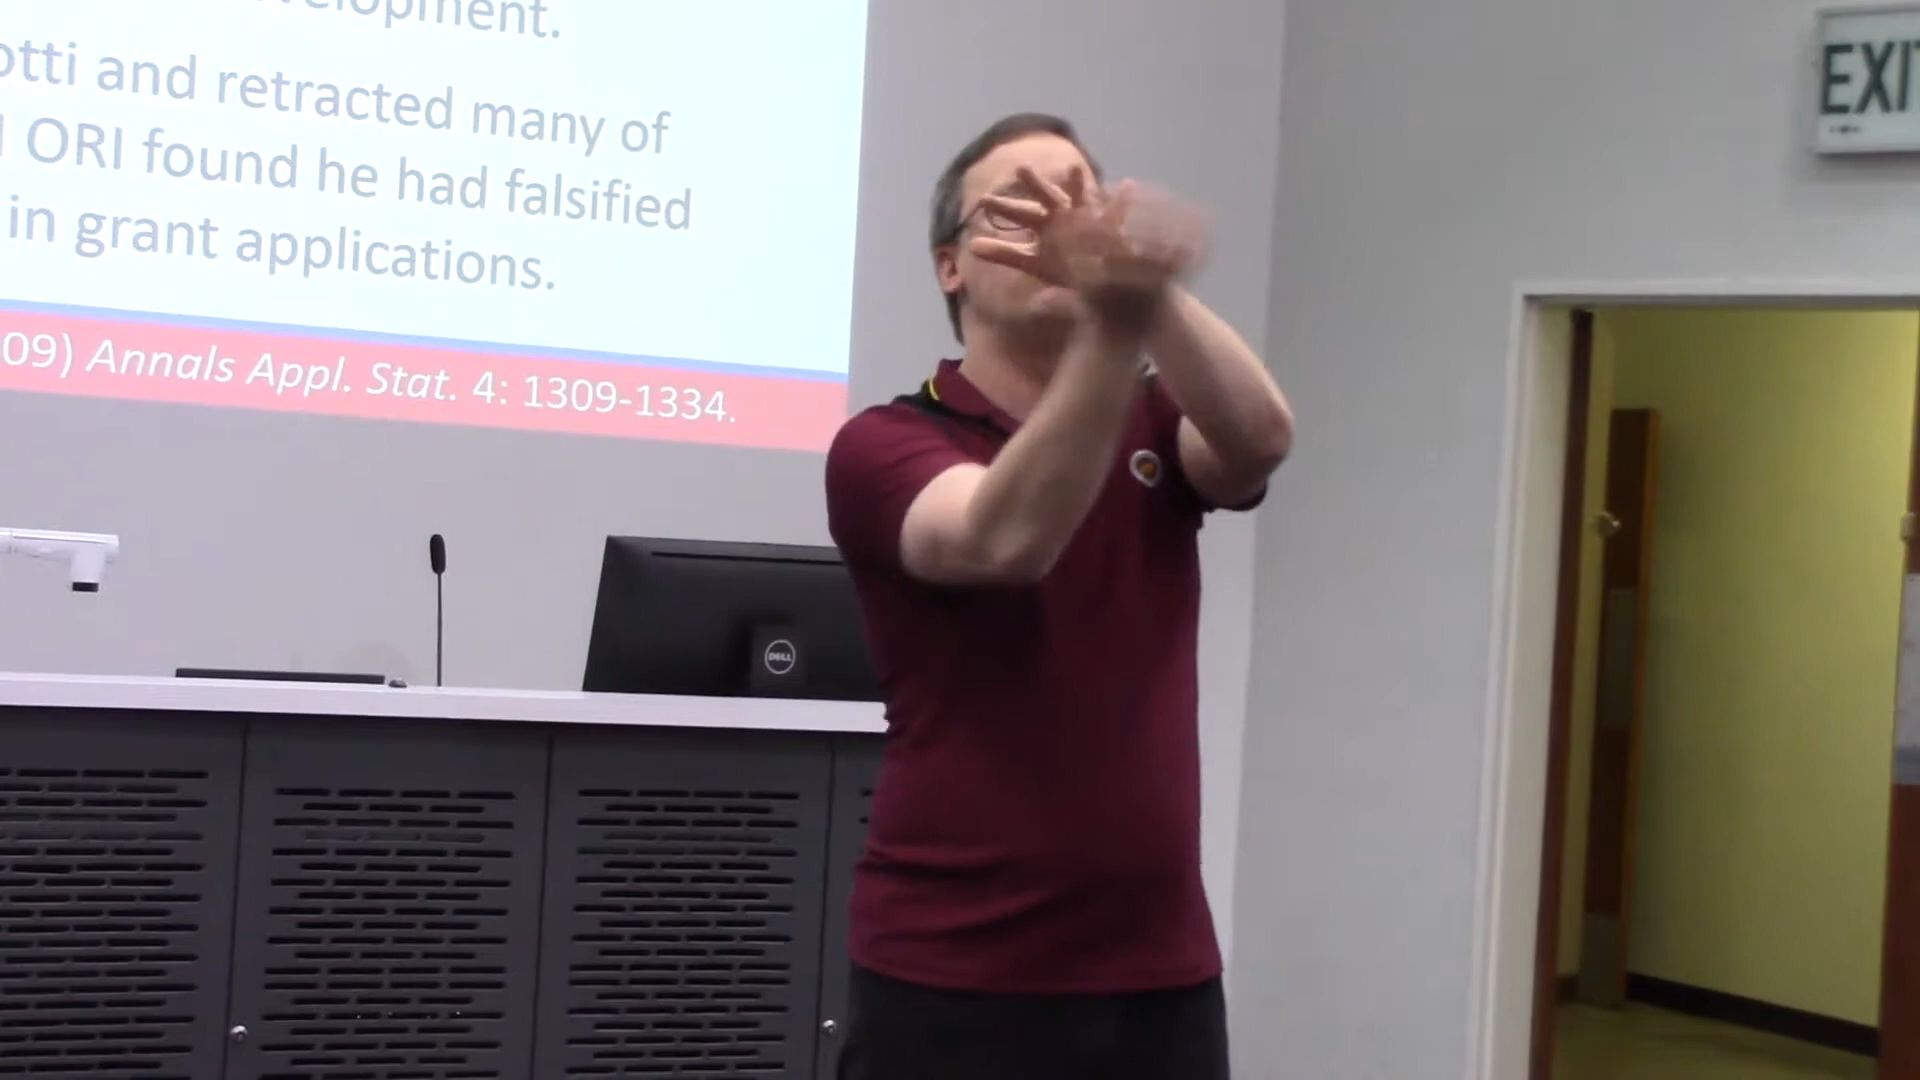 velopment.
otti and retracted many of
ORI found he had falsified
in grant applications.
09) Annals Appl. Stat. 4: 1309-1334.
EXIT
DELL